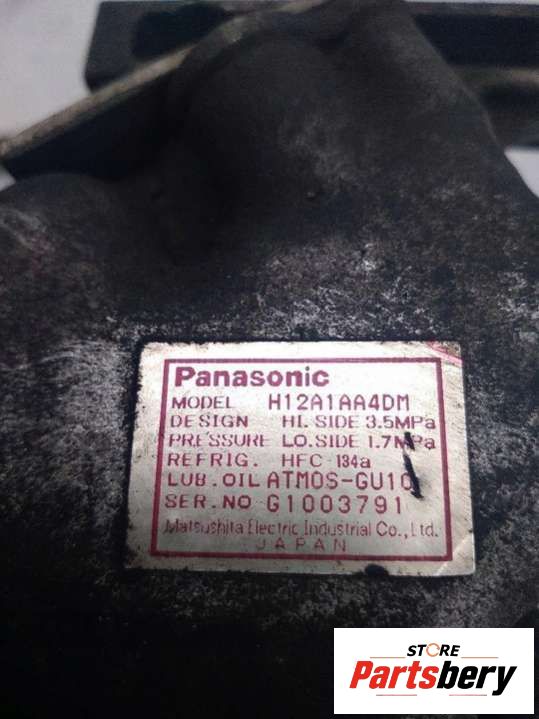 Panasonic
MODEL H12A1AA4DM
DESIGN HI. SIDE 3.5MPa
PRESSURE LO. SIDE 1.7MPa
REFRIG. HFC-134a
LUB. OIL ATMOS-GU10
SER. NO G1003791
Matsushita Electric Industrial Co., Ltd.
JAPAN
STORE
Partsbery